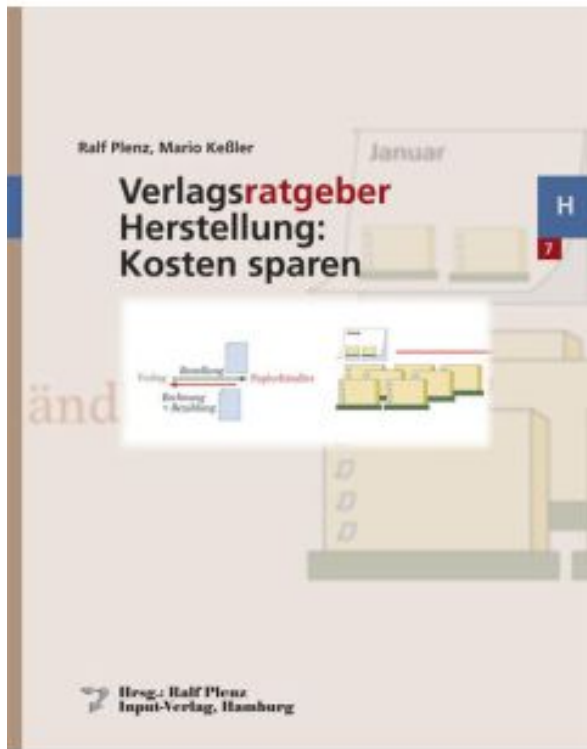 Ralf Plenz, Mario Keßler
Januar
Verlagsratgeber
Herstellung:
Kosten sparen
H
7
Bestellung
Verlag
Papierhändler
Rechnung
+ Bezahlung
änd
Hrsg.: Ralf Plenz
Input-Verlag, Hamburg